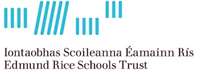 Iontaobhas Scoileanna Éamainn Rís
Edmund Rice Schools Trust